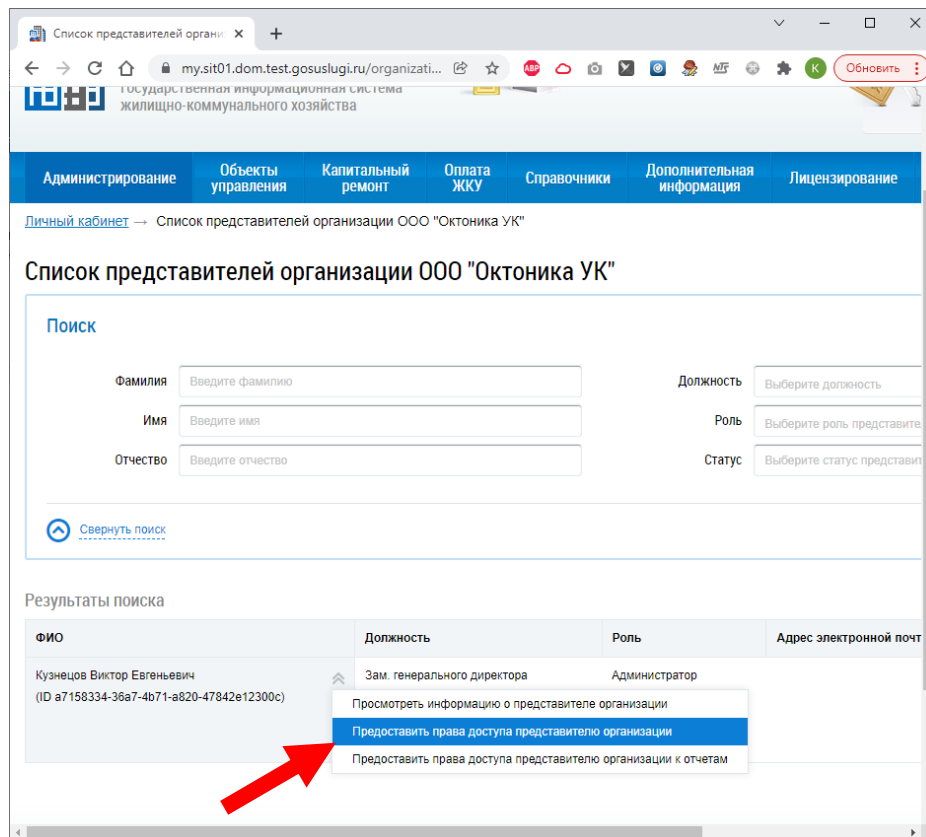 Список представителей органи
my.sit01.dom.test.gosuslugi.ru/organizati...
ABP
NTF
K
Обновить
Государственная информационная система
жилищно-коммунального хозяйства
Администрирование
Объекты управления
Капитальный ремонт
Оплата ЖКУ
Справочники
Дополнительная информация
Лицензирование
Личный кабинет → Список представителей организации ООО "Октоника УК"
Список представителей организации ООО "Октоника УК"
Поиск
Фамилия Введите фамилию Должность Выберите должность
Имя Введите имя Роль Выберите роль представите
Отчество Введите отчество Статус Выберите статус представит
Свернуть поиск
Результаты поиска
ФИО Должность Роль Адрес электронной почт
Кузнецов Виктор Евгеньевич Зам. генерального директора Администратор
(ID a7158334-36a7-4b71-a820-47842e12300c)
Просмотреть информацию о представителе организации
Предоставить права доступа представителю организации
Предоставить права доступа представителю организации к отчетам